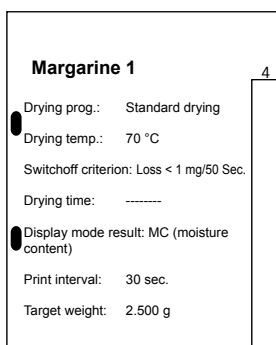 Margarine 1
4
Drying prog.: Standard drying
Drying temp.: 70 °C
Switchoff criterion: Loss < 1 mg/50 Sec.
Drying time: --------
Display mode result: MC (moisture
content)
Print interval: 30 sec.
Target weight: 2.500 g